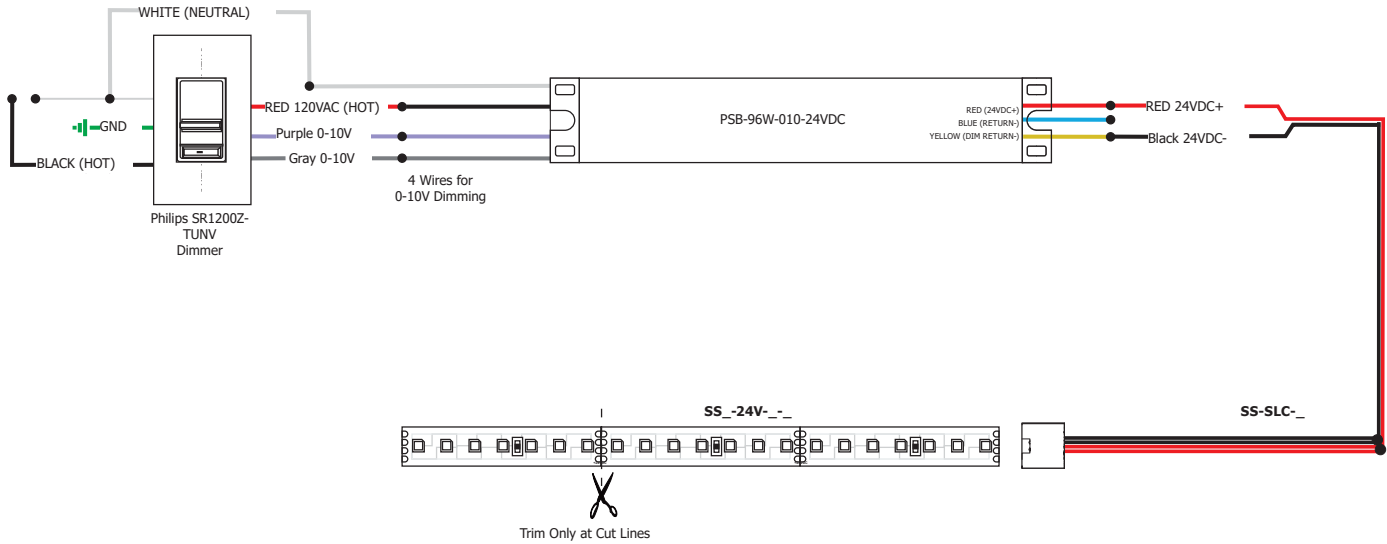 WHITE (NEUTRAL)
RED 120VAC (HOT)
GND
Purple 0-10V
BLACK (HOT)
Gray 0-10V
4 Wires for
0-10V Dimming
Philips SR1200Z-
TUNV
Dimmer
PSB-96W-010-24VDC
RED (24VDC+)
BLUE (RETURN-)
YELLOW (DIM RETURN-)
RED 24VDC+
Black 24VDC-
SS_-24V-_-_
SS-SLC-_
Trim Only at Cut Lines